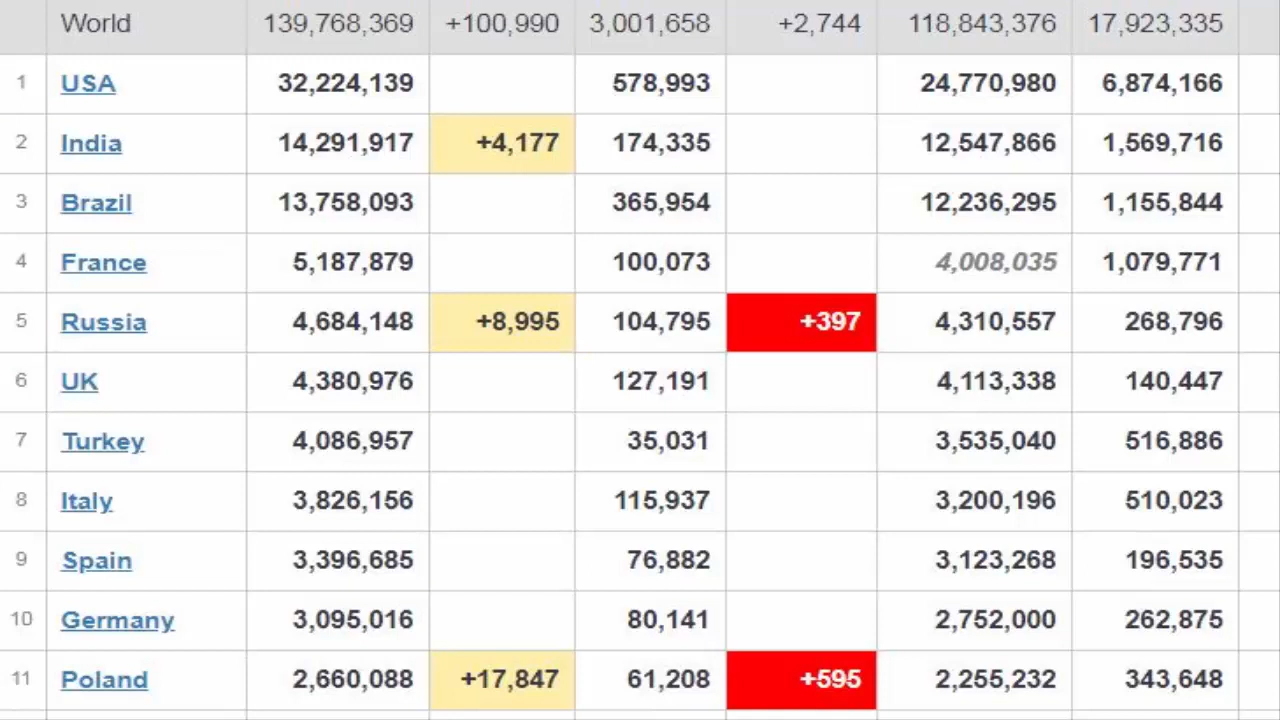 World 139,768,369 +100,990 3,001,658 +2,744 118,843,376 17,923,335
1 USA 32,224,139 578,993 24,770,980 6,874,166
2 India 14,291,917 +4,177 174,335 12,547,866 1,569,716
3 Brazil 13,758,093 365,954 12,236,295 1,155,844
4 France 5,187,879 100,073 4,008,035 1,079,771
5 Russia 4,684,148 +8,995 104,795 +397 4,310,557 268,796
6 UK 4,380,976 127,191 4,113,338 140,447
7 Turkey 4,086,957 35,031 3,535,040 516,886
8 Italy 3,826,156 115,937 3,200,196 510,023
9 Spain 3,396,685 76,882 3,123,268 196,535
10 Germany 3,095,016 80,141 2,752,000 262,875
11 Poland 2,660,088 +17,847 61,208 +595 2,255,232 343,648